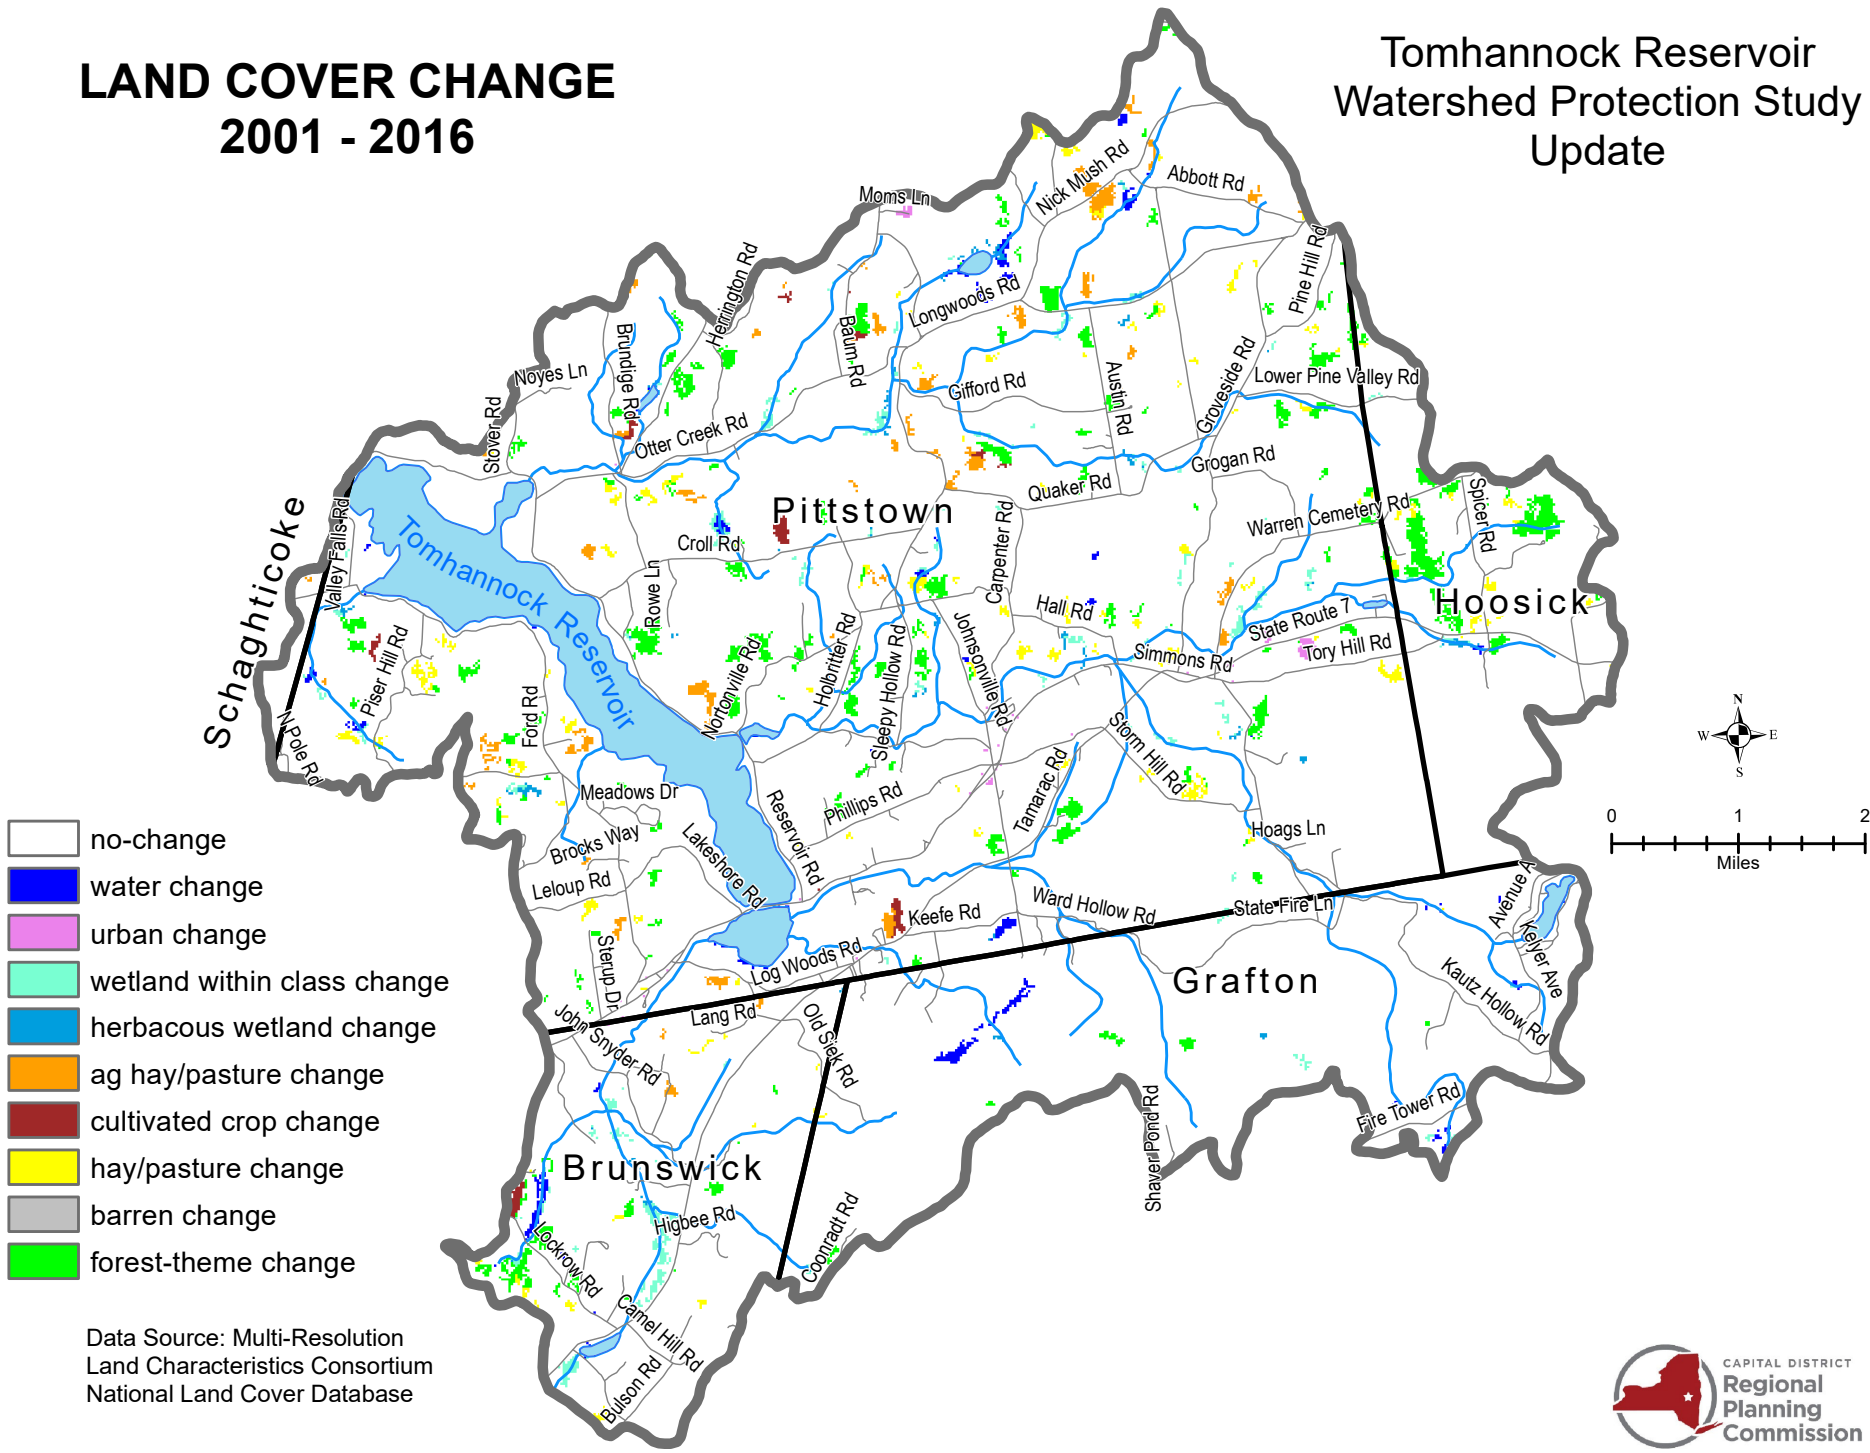 LAND COVER CHANGE
2001 - 2016
Tomhannock Reservoir
Watershed Protection Study
Update
Moms Ln
Nick Mush Rd
Abbott Rd
Pine Hill Rd
Herrington Rd
Longwoods Rd
Baum Rd
Brundige Rd
Noyes Ln
Stover Rd
Otter Creek Rd
Gifford Rd
Austin Rd
Groveside Rd
Lower Pine Valley Rd
Grogan Rd
Quaker Rd
Pittstown
Croll Rd
Carpenter Rd
Warren Cemetery Rd
Spicer Rd
Schaghticoke
Valley Falls Rd
Tomhannock Reservoir
Rowe Ln
Hall Rd
State Route 7
Hoosick
Piser Hill Rd
Nortonville Rd
Holbritter Rd
Sleepy Hollow Rd
Johnsonville Rd
Simmons Rd
Tory Hill Rd
N Pole Rd
Ford Rd
Storm Hill Rd
Tamarac Rd
Meadows Dr
Phillips Rd
Reservoir Rd
Brocks Way
Lakeshore Rd
Hoags Ln
Leloup Rd
Keefe Rd
Ward Hollow Rd
State Fire Ln
Avenue A
Kelyer Ave
Sterup Dr
Log Woods Rd
Grafton
Kautz Hollow Rd
Lang Rd
Old Siek Rd
John Snyder Rd
Shaver Pond Rd
Fire Tower Rd
Brunswick
Higbee Rd
Lockrow Rd
Coonradt Rd
Camel Hill Rd
Bulson Rd
N
W
E
S
0
1
2
Miles
no-change
water change
urban change
wetland within class change
herbacous wetland change
ag hay/pasture change
cultivated crop change
hay/pasture change
barren change
forest-theme change
Data Source: Multi-Resolution
Land Characteristics Consortium
National Land Cover Database
CAPITAL DISTRICT
Regional
Planning
Commission